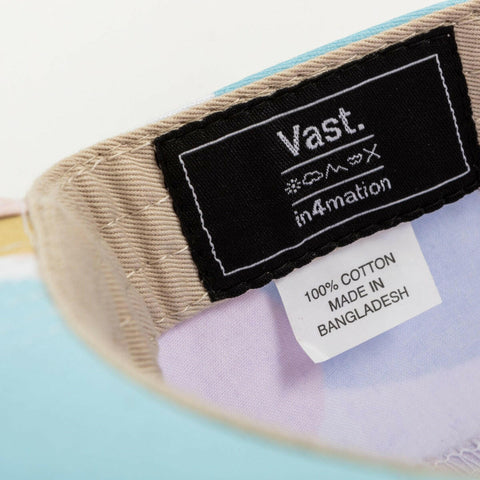 Vast.
in4mation
100% COTTON
MADE IN
BANGLADESH